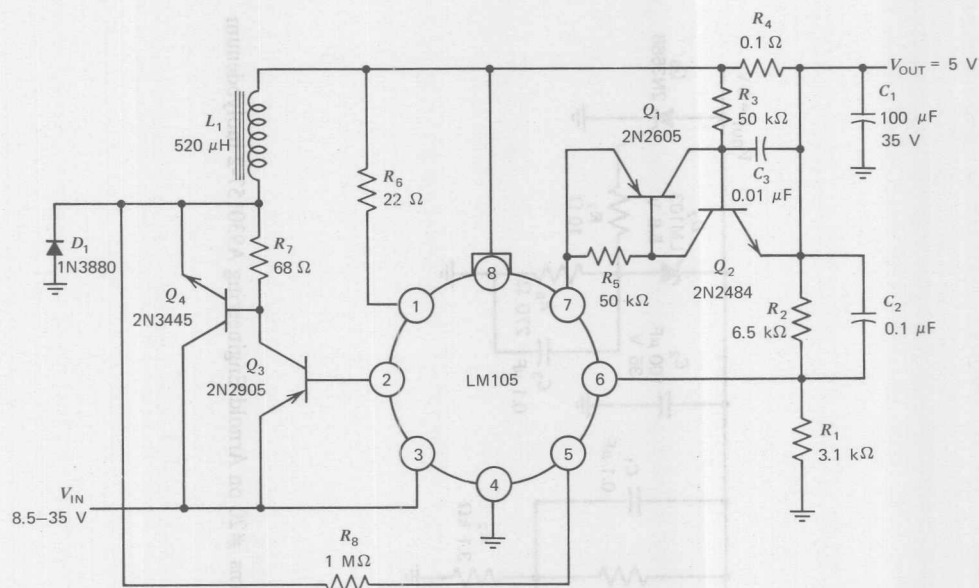 R4
0.1 Ω
VOUT = 5 V
L1
520 μH
R6
22 Ω
Q1
2N2605
R3
50 kΩ
C3
0.01 μF
C1
100 μF
35 V
D1
1N3880
Q4
2N3445
R7
68 Ω
Q3
2N2905
8
1
7
2
6
3
5
4
LM105
R5
50 kΩ
Q2
2N2484
R2
6.5 kΩ
C2
0.1 μF
R1
3.1 kΩ
VIN
8.5–35 V
R8
1 MΩ